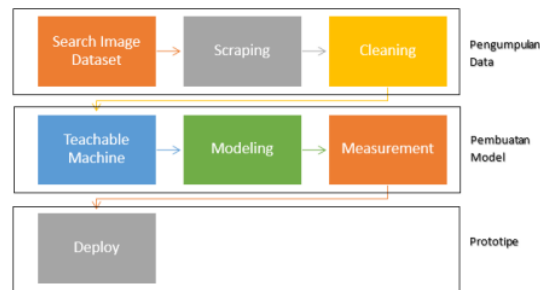 Search Image
Dataset
Scraping
Cleaning
Pengumpulan
Data
Teachable
Machine
Modeling
Measurement
Pembuatan
Model
Deploy
Prototipe